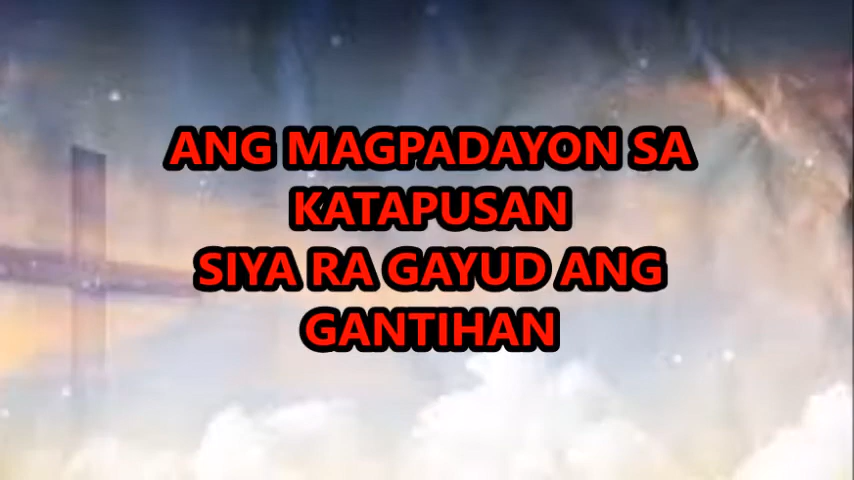 ANG MAGPADAYON SA
KATAPUSAN
SIYA RA GAYUD ANG
GANTIHAN